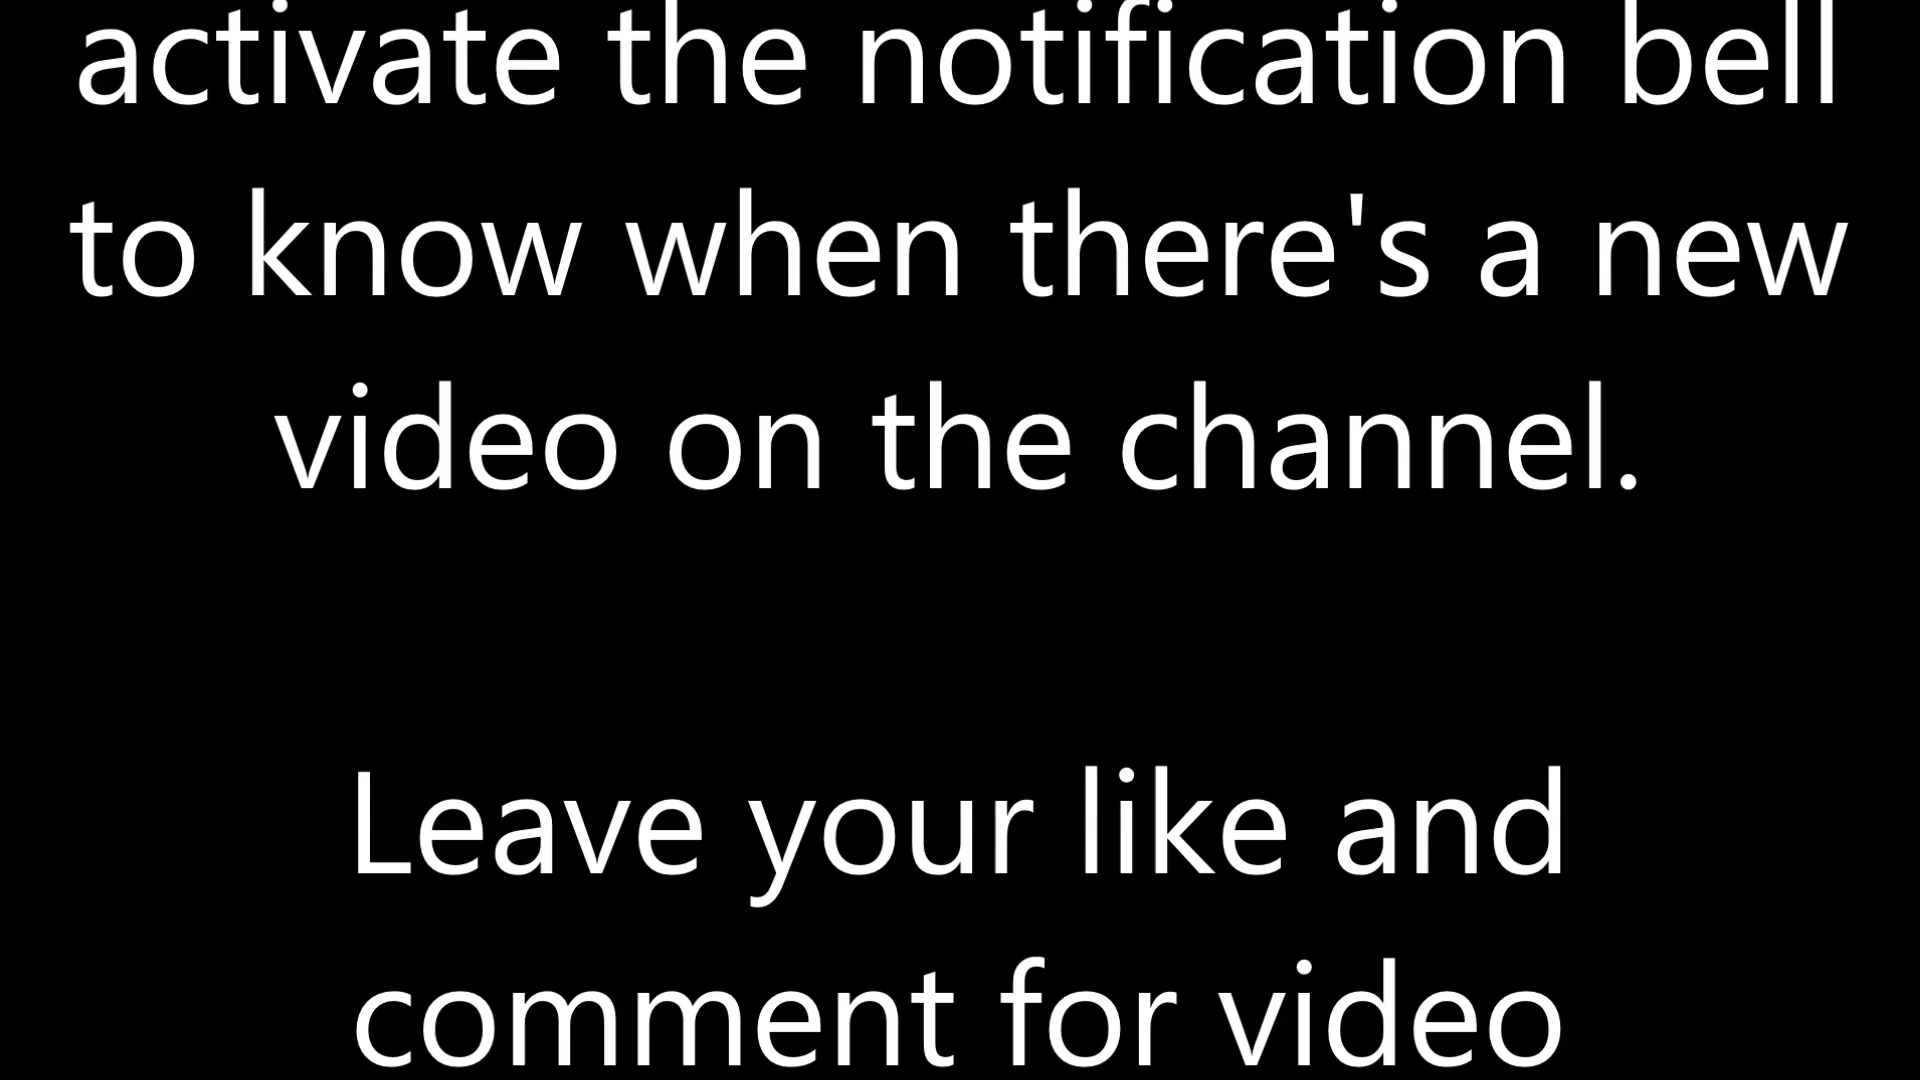 activate the notification bell
to know when there's a new
video on the channel.
Leave your like and
comment for video